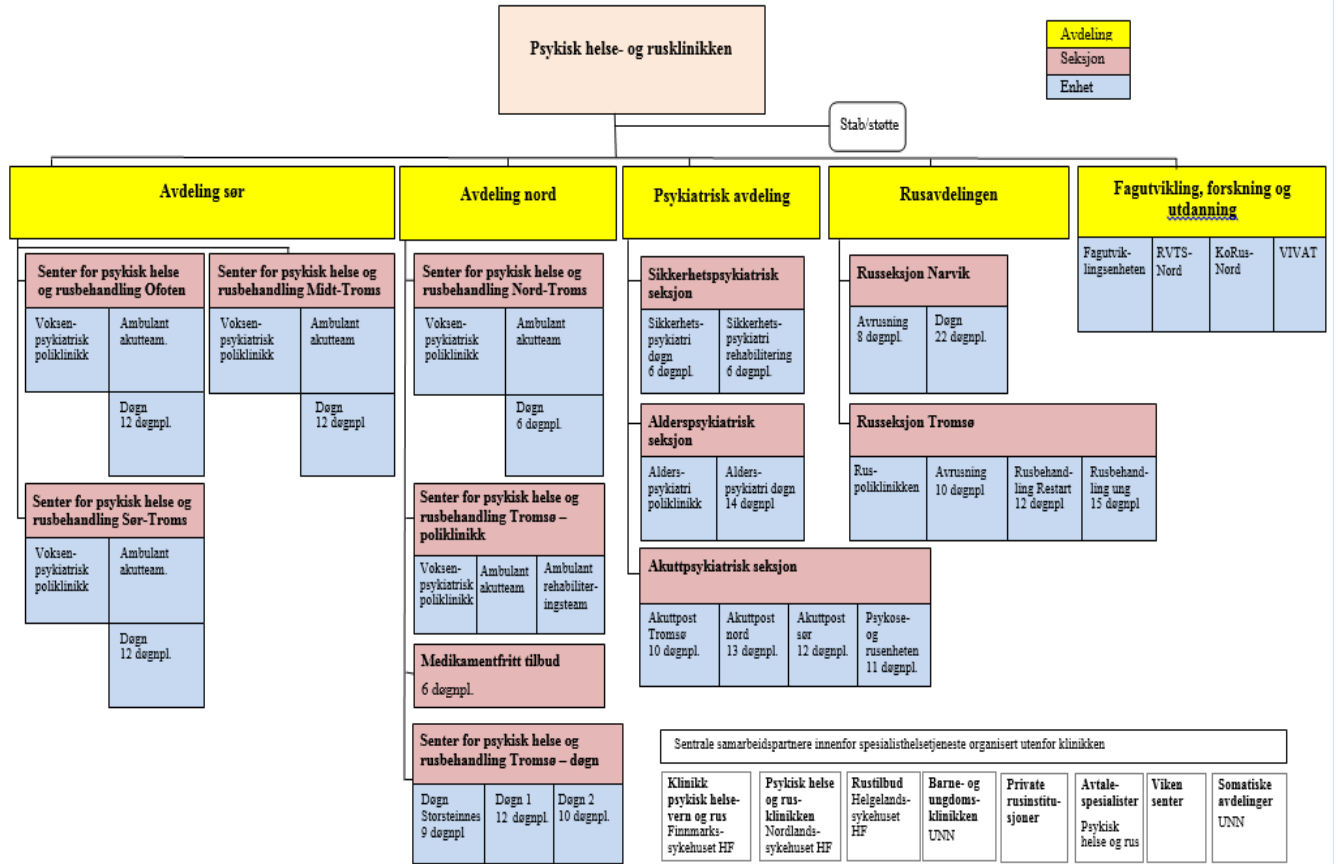 Psykisk helse- og rusklinikken
Avdeling
Seksjon
Enhet
Stab/støtte
Avdeling sør
Senter for psykisk helse
og rusbehandling Ofoten
Voksen-
psykiatrisk
poliklinikk
Ambulant
akutteam.
Døgn
12 døgnpl.
Senter for psykisk helse og
rusbehandling Midt-Troms
Voksen-
psykiatrisk
poliklinikk
Ambulant
akutteam
Døgn
12 døgnpl
Senter for psykisk helse og
rusbehandling Sør-Troms
Voksen-
psykiatrisk
poliklinikk
Ambulant
akutteam.
Døgn
12 døgnpl.
Avdeling nord
Senter for psykisk helse og
rusbehandling Nord-Troms
Voksen-
psykiatrisk
poliklinikk
Ambulant
akutteam
Døgn
6 døgnpl.
Senter for psykisk helse og
rusbehandling Tromsø –
poliklinikk
Voksen-
psykiatrisk
poliklinikk
Ambulant
akutteam
Ambulant
rehabiliter-
ingsteam
Medikamentfritt tilbud
6 døgnpl.
Senter for psykisk helse og
rusbehandling Tromsø – døgn
Døgn
Storsteinnes
9 døgnpl
Døgn 1
12 døgnpl.
Døgn 2
10 døgnpl.
Psykiatrisk avdeling
Sikkerhetspsykiatrisk
seksjon
Sikkerhets-
psykiatri
døgn
6 døgnpl.
Sikkerhets-
psykiatri
rehabilitering
6 døgnpl.
Alderspsykiatrisk
seksjon
Alders-
psykiatri
poliklinikk
Alders-
psykiatri døgn
14 døgnpl
Akuttpsykiatrisk seksjon
Akuttpost
Tromsø
10 døgnpl.
Akuttpost
nord
13 døgnpl.
Akuttpost
sør
12 døgnpl.
Psykose-
og
rusenheten
11 døgnpl.
Rusavdelingen
Russeksjon Narvik
Avrusning
8 døgnpl.
Døgn
22 døgnpl.
Russeksjon Tromsø
Rus-
poliklinikken
Avrusning
10 døgnpl
Rusbehand-
ling Restart
12 døgnpl
Rusbehand-
ling ung
15 døgnpl
Fagutvikling, forskning og
utdanning
Fagutvik-
lingsenheten
RVTS-
Nord
KoRus-
Nord
VIVAT
Sentrale samarbeidspartnere innenfor spesialisthelsetjeneste organisert utenfor klinikken
Klinikk
psykisk helse-
vern og rus
Finnmarks-
sykehuset HF
Psykisk helse
og rus-
klinikken
Nordlands-
sykehuset HF
Rustilbud
Helgelands-
sykehuset
HF
Barne- og
ungdoms-
klinikken
UNN
Private
rusinstitu-
sjoner
Avtale-
spesialister
Psykisk
helse og rus
Viken
senter
Somatiske
avdelinger
UNN